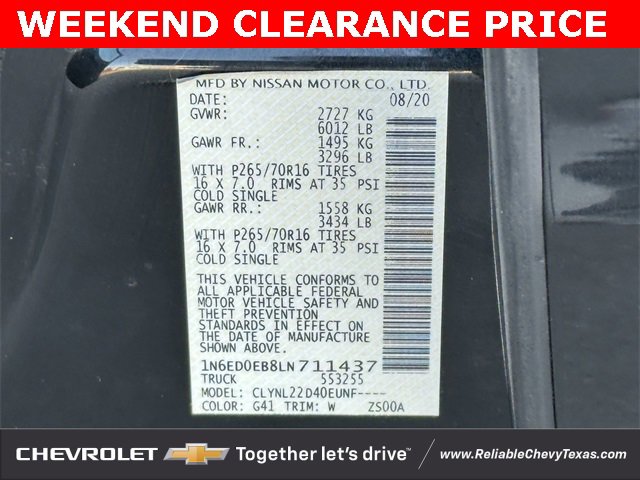 WEEKEND CLEARANCE PRICE
MFD BY NISSAN MOTOR CO., LTD.
DATE: 08/20
GVWR: 2727 KG
6012 LB
GAWR FR.: 1495 KG
3296 LB
WITH P265/70R16 TIRES
16 X 7.0 RIMS AT 35 PSI
COLD SINGLE
GAWR RR.: 1558 KG
3434 LB
WITH P265/70R16 TIRES
16 X 7.0 RIMS AT 35 PSI
COLD SINGLE
THIS VEHICLE CONFORMS TO
ALL APPLICABLE FEDERAL
MOTOR VEHICLE SAFETY AND
THEFT PREVENTION
STANDARDS IN EFFECT ON
THE DATE OF MANUFACTURE
SHOWN ABOVE.
1N6ED0EB8LN711437
TRUCK 553255
MODEL: CLYNL22D40EUNF----
COLOR: G41 TRIM: W ZS00A
CHEVROLET Together let's drive™ www.ReliableChevyTexas.com